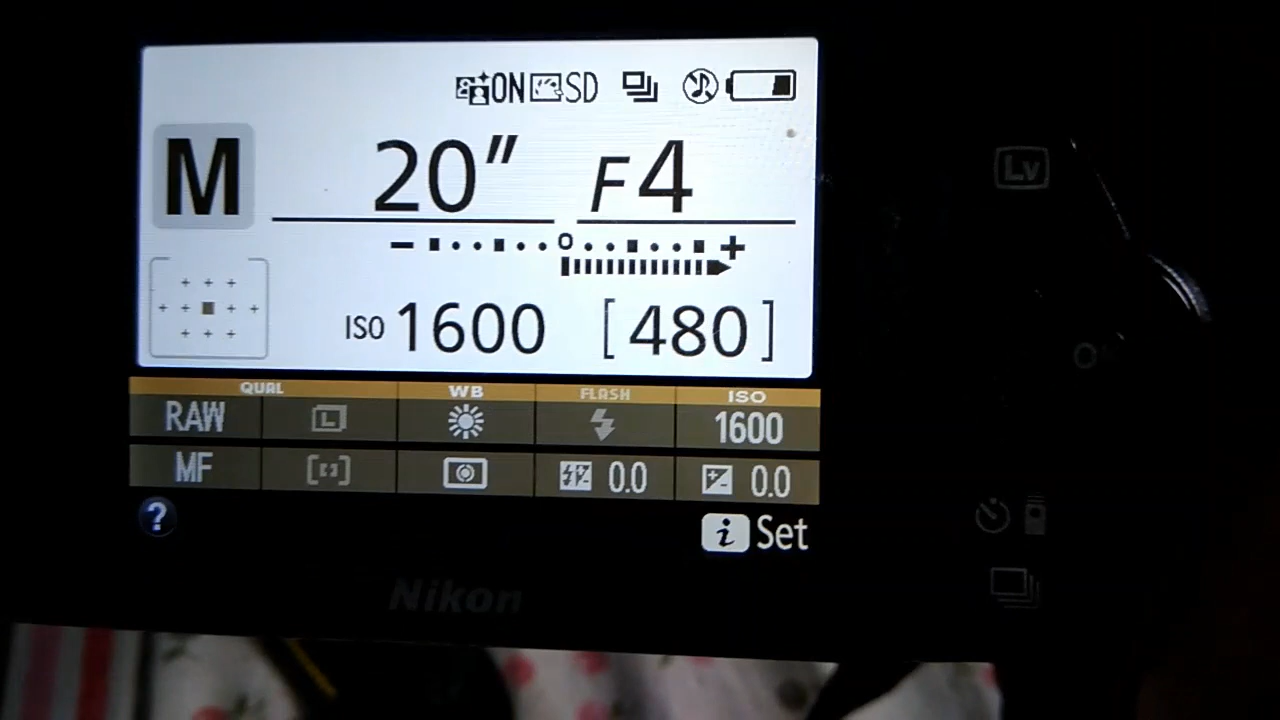 ON SD
M 20" F4
− 0 +
ISO 1600 [480]
QUAL WB FLASH ISO
RAW L 1600
MF 0.0 0.0
? i Set
Nikon
Lv